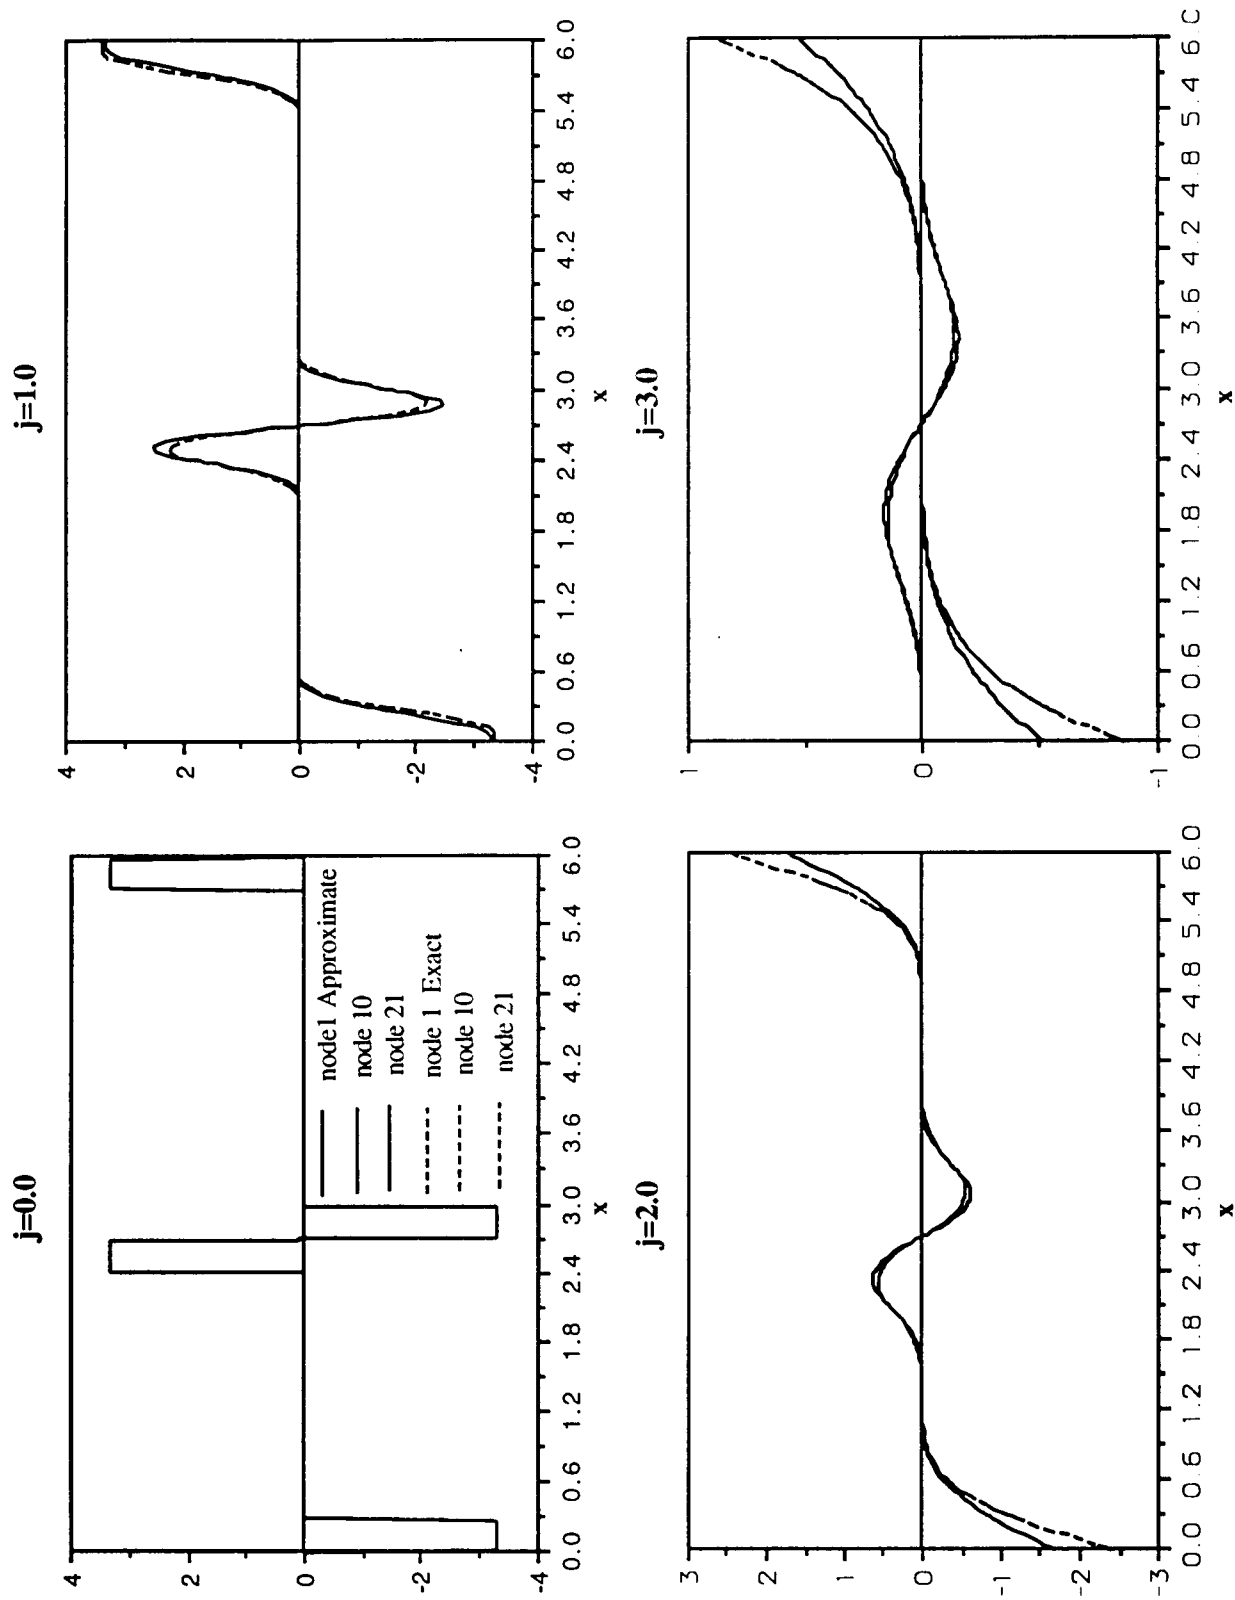 j=0.0
4
2
0
-2
-4
0.0 0.6 1.2 1.8 2.4 3.0 3.6 4.2 4.8 5.4 6.0
x
node1 Approximate
node 10
node 21
node 1 Exact
node 10
node 21
j=1.0
4
2
0
-2
-4
0.0 0.6 1.2 1.8 2.4 3.0 3.6 4.2 4.8 5.4 6.0
x
j=2.0
3
2
1
0
-1
-2
-3
0.0 0.6 1.2 1.8 2.4 3.0 3.6 4.2 4.8 5.4 6.0
x
j=3.0
1
0
-1
0.0 0.6 1.2 1.8 2.4 3.0 3.6 4.2 4.8 5.4 6.C
x